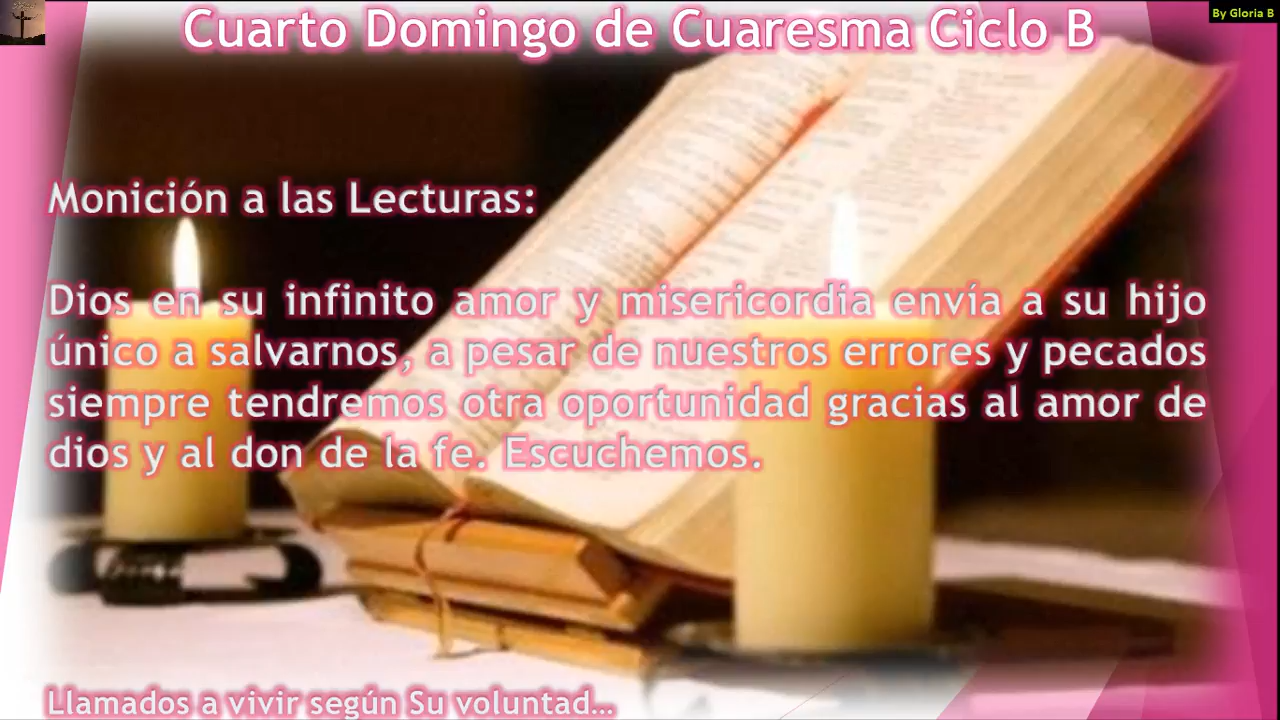 Cuarto Domingo de Cuaresma Ciclo B
By Gloria B
Monición a las Lecturas:
Dios en su infinito amor y misericordia envía a su hijo
único a salvarnos, a pesar de nuestros errores y pecados
siempre tendremos otra oportunidad gracias al amor de
dios y al don de la fe. Escuchemos.
Llamados a vivir según Su voluntad...